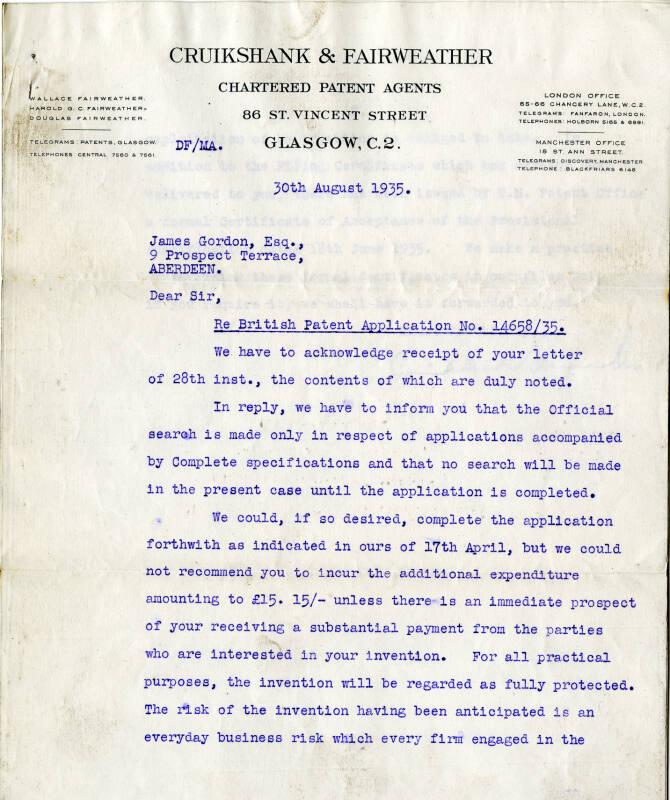 CRUIKSHANK & FAIRWEATHER
CHARTERED PATENT AGENTS
86 ST. VINCENT STREET
GLASGOW, C.2.
WALLACE FAIRWEATHER.
HAROLD G. C. FAIRWEATHER.
DOUGLAS FAIRWEATHER.
TELEGRAMS: PATENTS, GLASGOW.
TELEPHONES CENTRAL 7560 & 7561.
LONDON OFFICE
65-66 CHANCERY LANE, W.C.2.
TELEGRAMS: FANFARON, LONDON.
TELEPHONES: HOLBORN 5166 & 6891.
MANCHESTER OFFICE
18 ST. ANN STREET.
TELEGRAMS: DISCOVERY, MANCHESTER
TELEPHONE: BLACKFRIARS 6148
DF/MA.
30th August 1935.
James Gordon, Esq.,
9 Prospect Terrace,
ABERDEEN.
Dear Sir,
Re British Patent Application No. 14658/35.
We have to acknowledge receipt of your letter
of 28th inst., the contents of which are duly noted.
In reply, we have to inform you that the Official
search is made only in respect of applications accompanied
by Complete specifications and that no search will be made
in the present case until the application is completed.
We could, if so desired, complete the application
forthwith as indicated in ours of 17th April, but we could
not recommend you to incur the additional expenditure
amounting to £15. 15/- unless there is an immediate prospect
of your receiving a substantial payment from the parties
who are interested in your invention. For all practical
purposes, the invention will be regarded as fully protected.
The risk of the invention having been anticipated is an
everyday business risk which every firm engaged in the